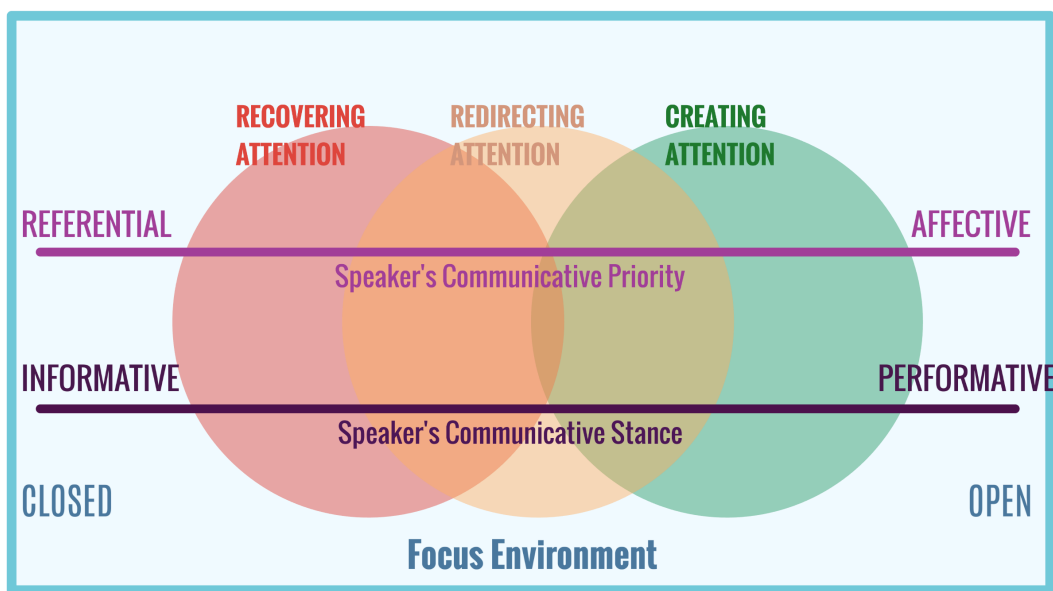 RECOVERING
ATTENTION
REDIRECTING
ATTENTION
CREATING
ATTENTION
REFERENTIAL
AFFECTIVE
Speaker's Communicative Priority
INFORMATIVE
PERFORMATIVE
Speaker's Communicative Stance
CLOSED
OPEN
Focus Environment